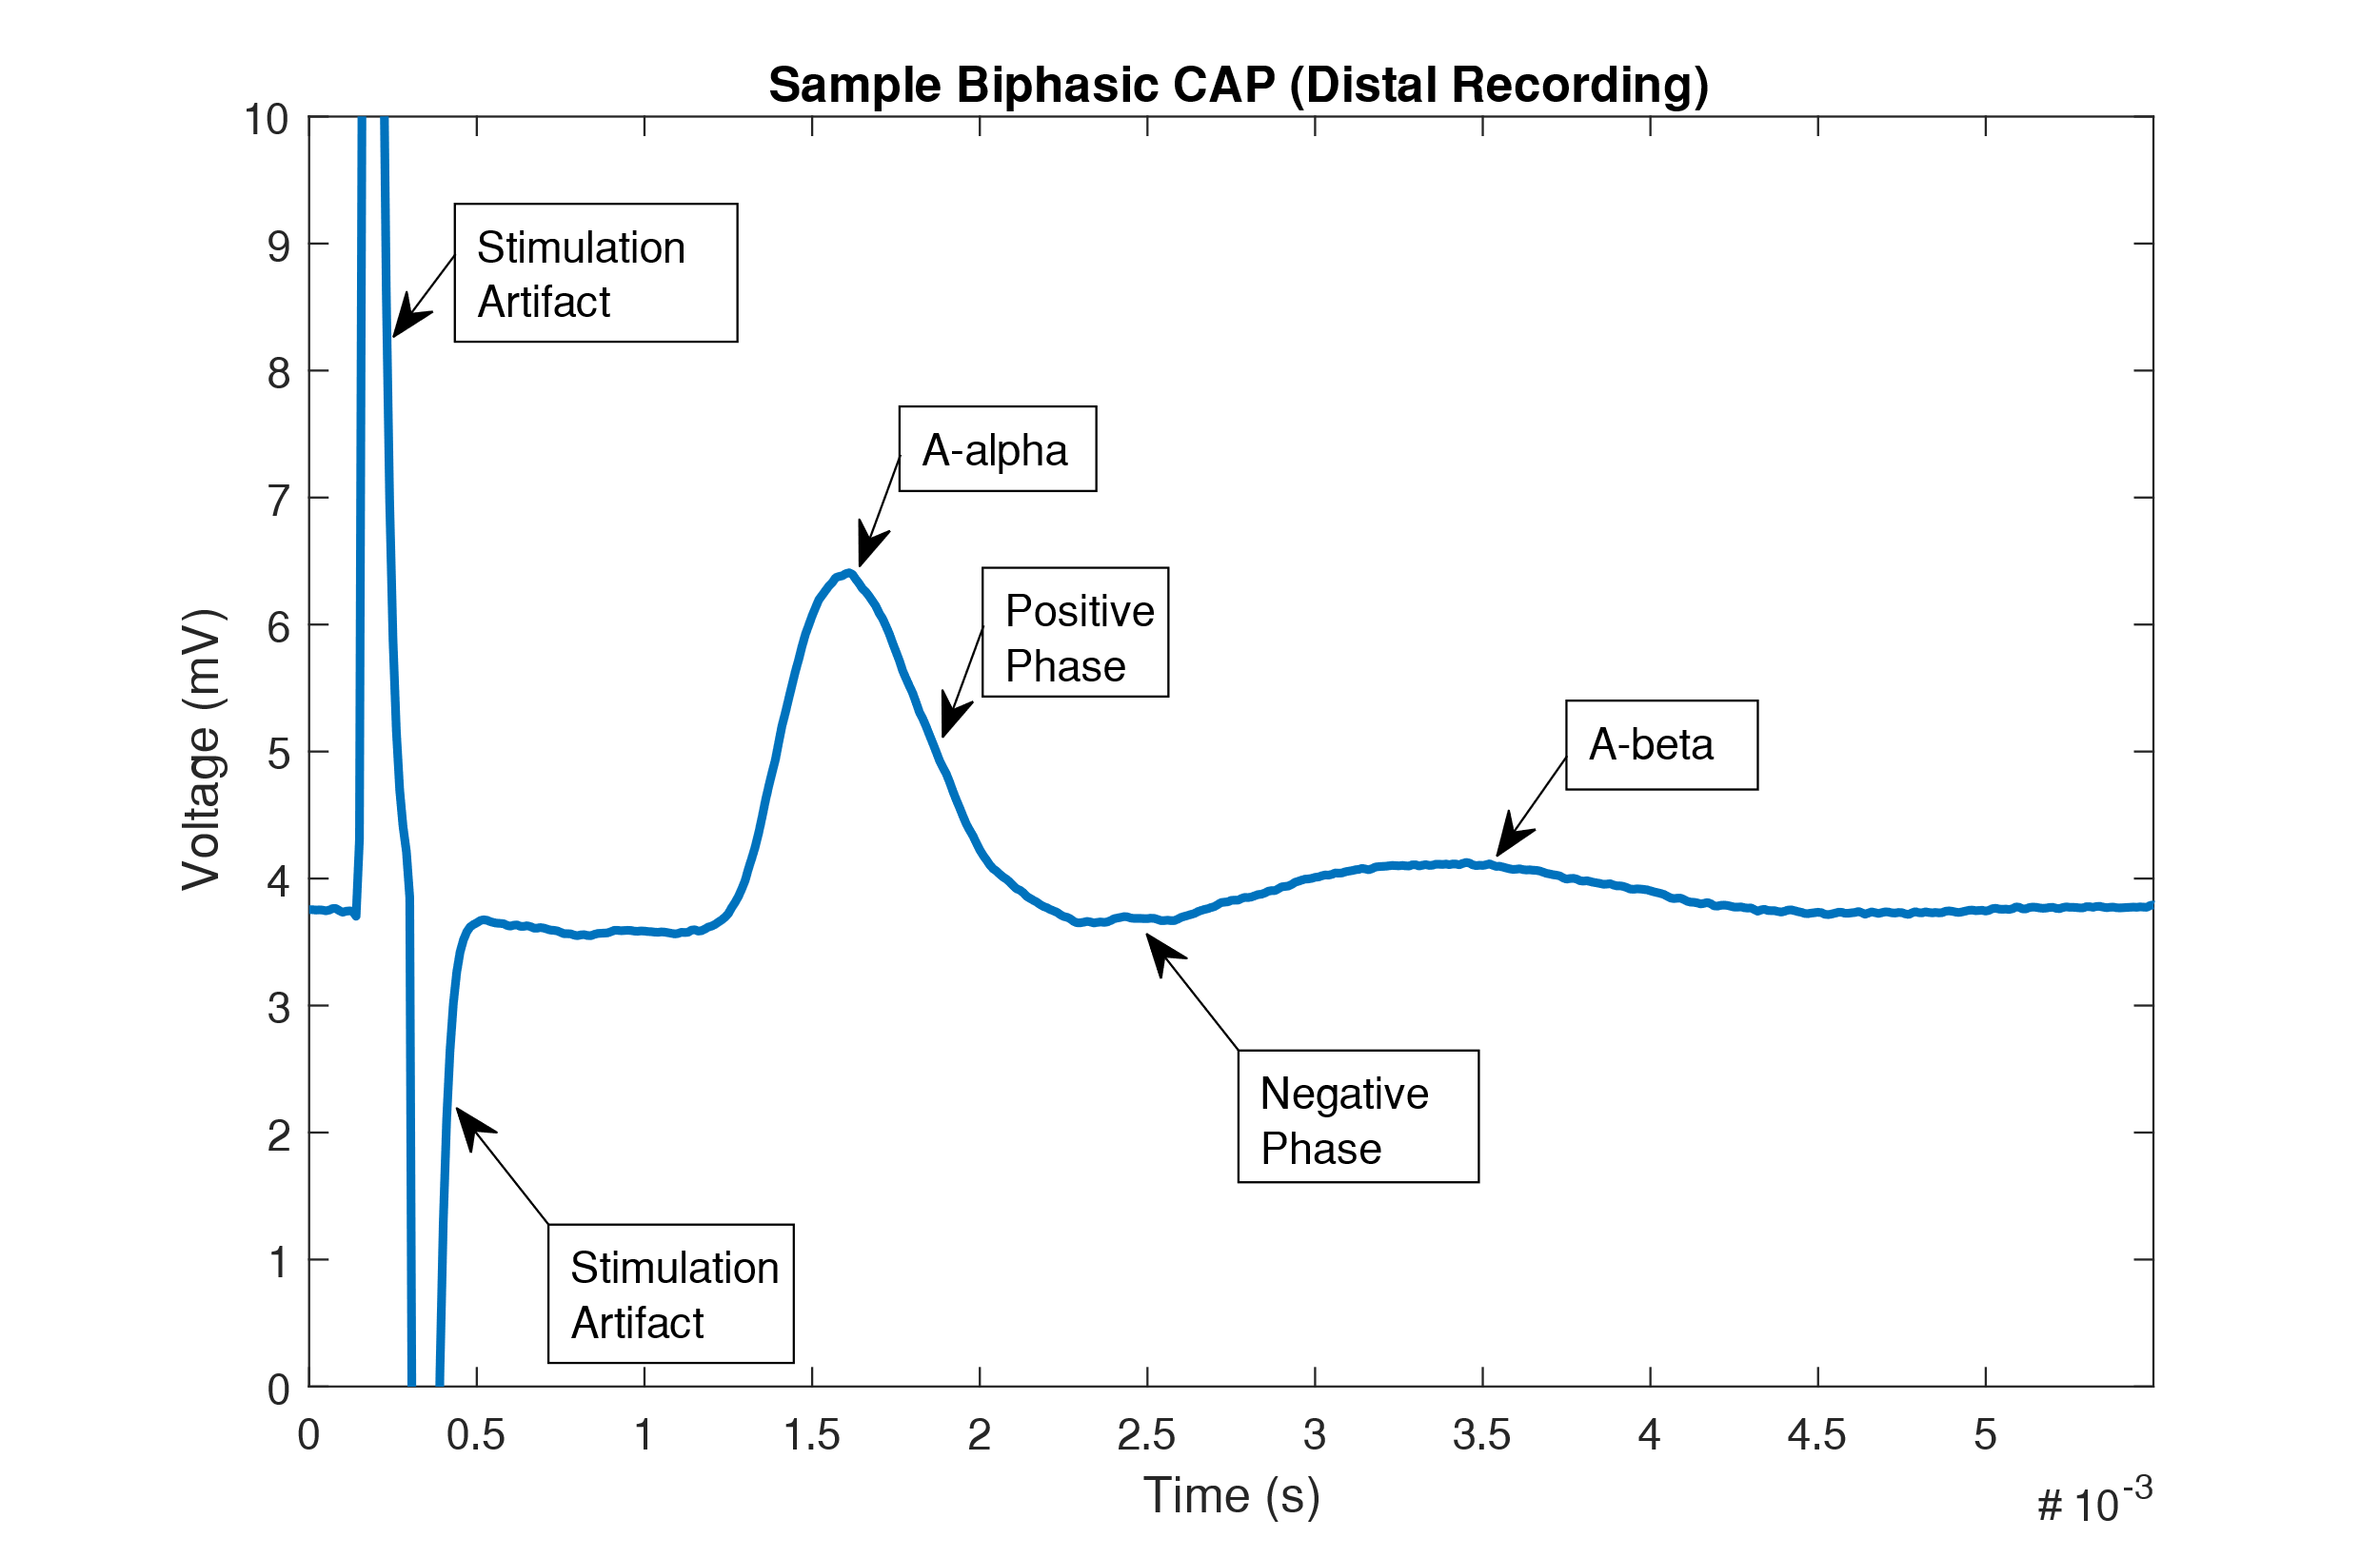 Sample Biphasic CAP (Distal Recording)
10
9
8
7
6
5
4
3
2
1
0
Voltage (mV)
Stimulation
Artifact
A-alpha
Positive
Phase
A-beta
Negative
Phase
Stimulation
Artifact
0 0.5 1 1.5 2 2.5 3 3.5 4 4.5 5
Time (s)
# 10-3